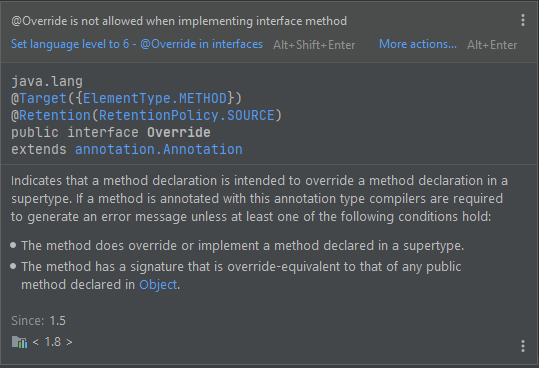 @Override is not allowed when implementing interface method
Set language level to 6 - @Override in interfaces Alt+Shift+Enter More actions... Alt+Enter
java.lang
@Target({ElementType.METHOD})
@Retention(RetentionPolicy.SOURCE)
public interface Override
extends annotation.Annotation
Indicates that a method declaration is intended to override a method declaration in a
supertype. If a method is annotated with this annotation type compilers are required
to generate an error message unless at least one of the following conditions hold:
• The method does override or implement a method declared in a supertype.
• The method has a signature that is override-equivalent to that of any public
method declared in Object.
Since: 1.5
< 1.8 >